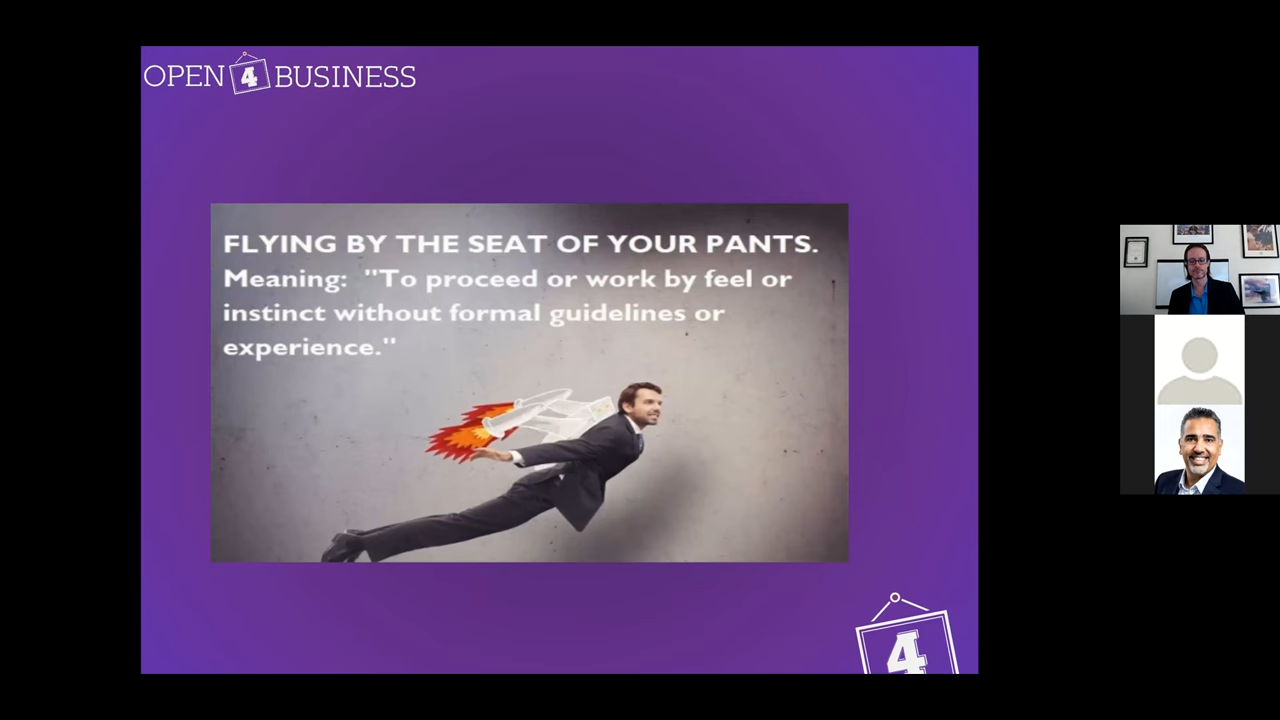 OPEN 4 BUSINESS
FLYING BY THE SEAT OF YOUR PANTS.
Meaning: "To proceed or work by feel or
instinct without formal guidelines or
experience."
4